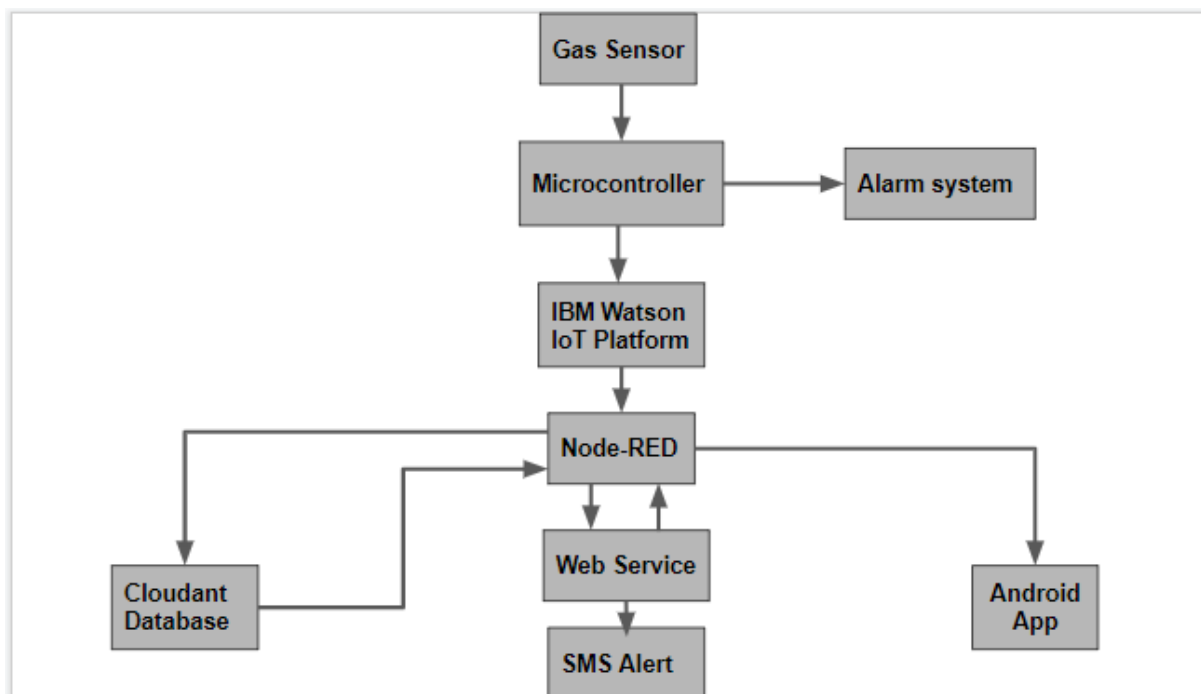 Gas Sensor
Microcontroller
Alarm system
IBM Watson
IoT Platform
Node-RED
Web Service
Cloudant
Database
Android
App
SMS Alert